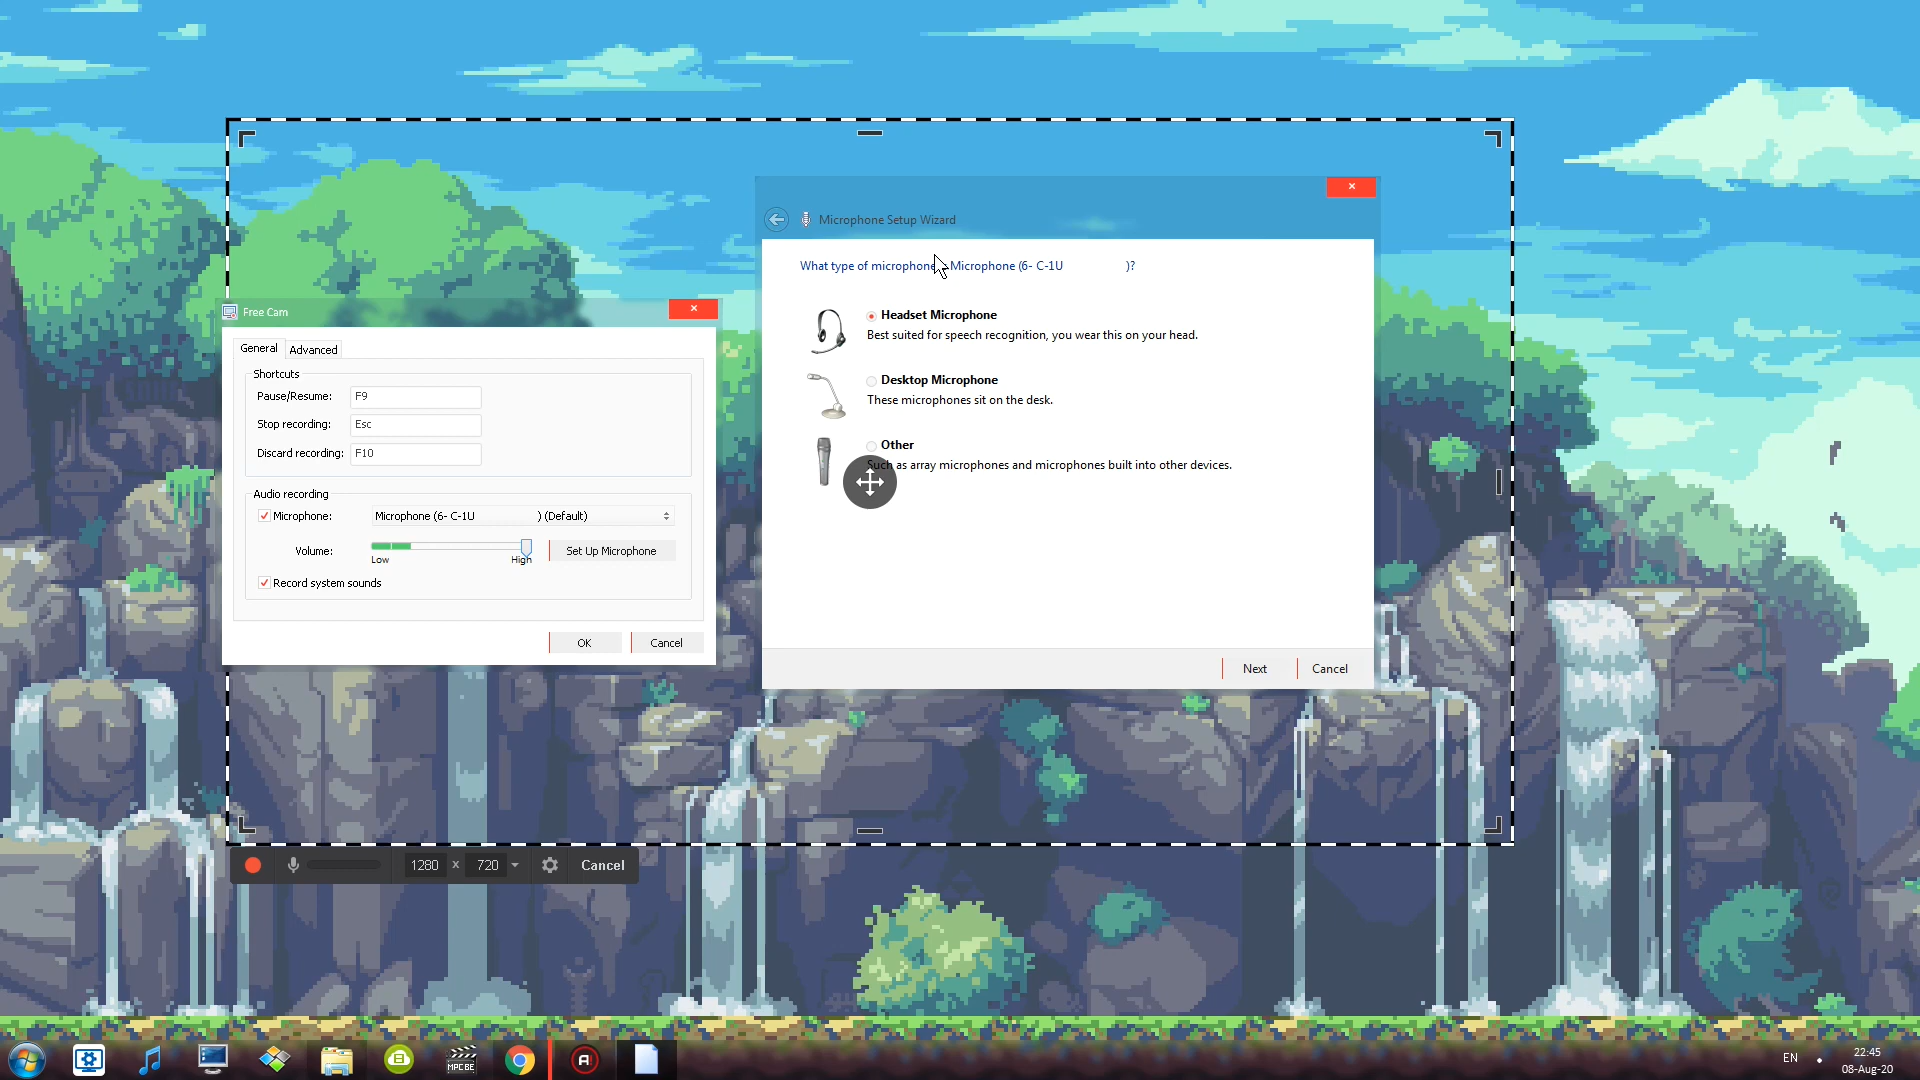 Microphone Setup Wizard
What type of microphone Microphone (6- C-1U )?
Headset Microphone
Best suited for speech recognition, you wear this on your head.
Desktop Microphone
These microphones sit on the desk.
Other
Such as array microphones and microphones built into other devices.
Next
Cancel
Free Cam
General
Advanced
Shortcuts
Pause/Resume:
F9
Stop recording:
Esc
Discard recording:
F10
Audio recording
Microphone:
Microphone (6- C-1U ) (Default)
Volume:
Low
High
Set Up Microphone
Record system sounds
OK
Cancel
1280 x 720
Cancel
MPC BE
EN
22:45
08-Aug-20